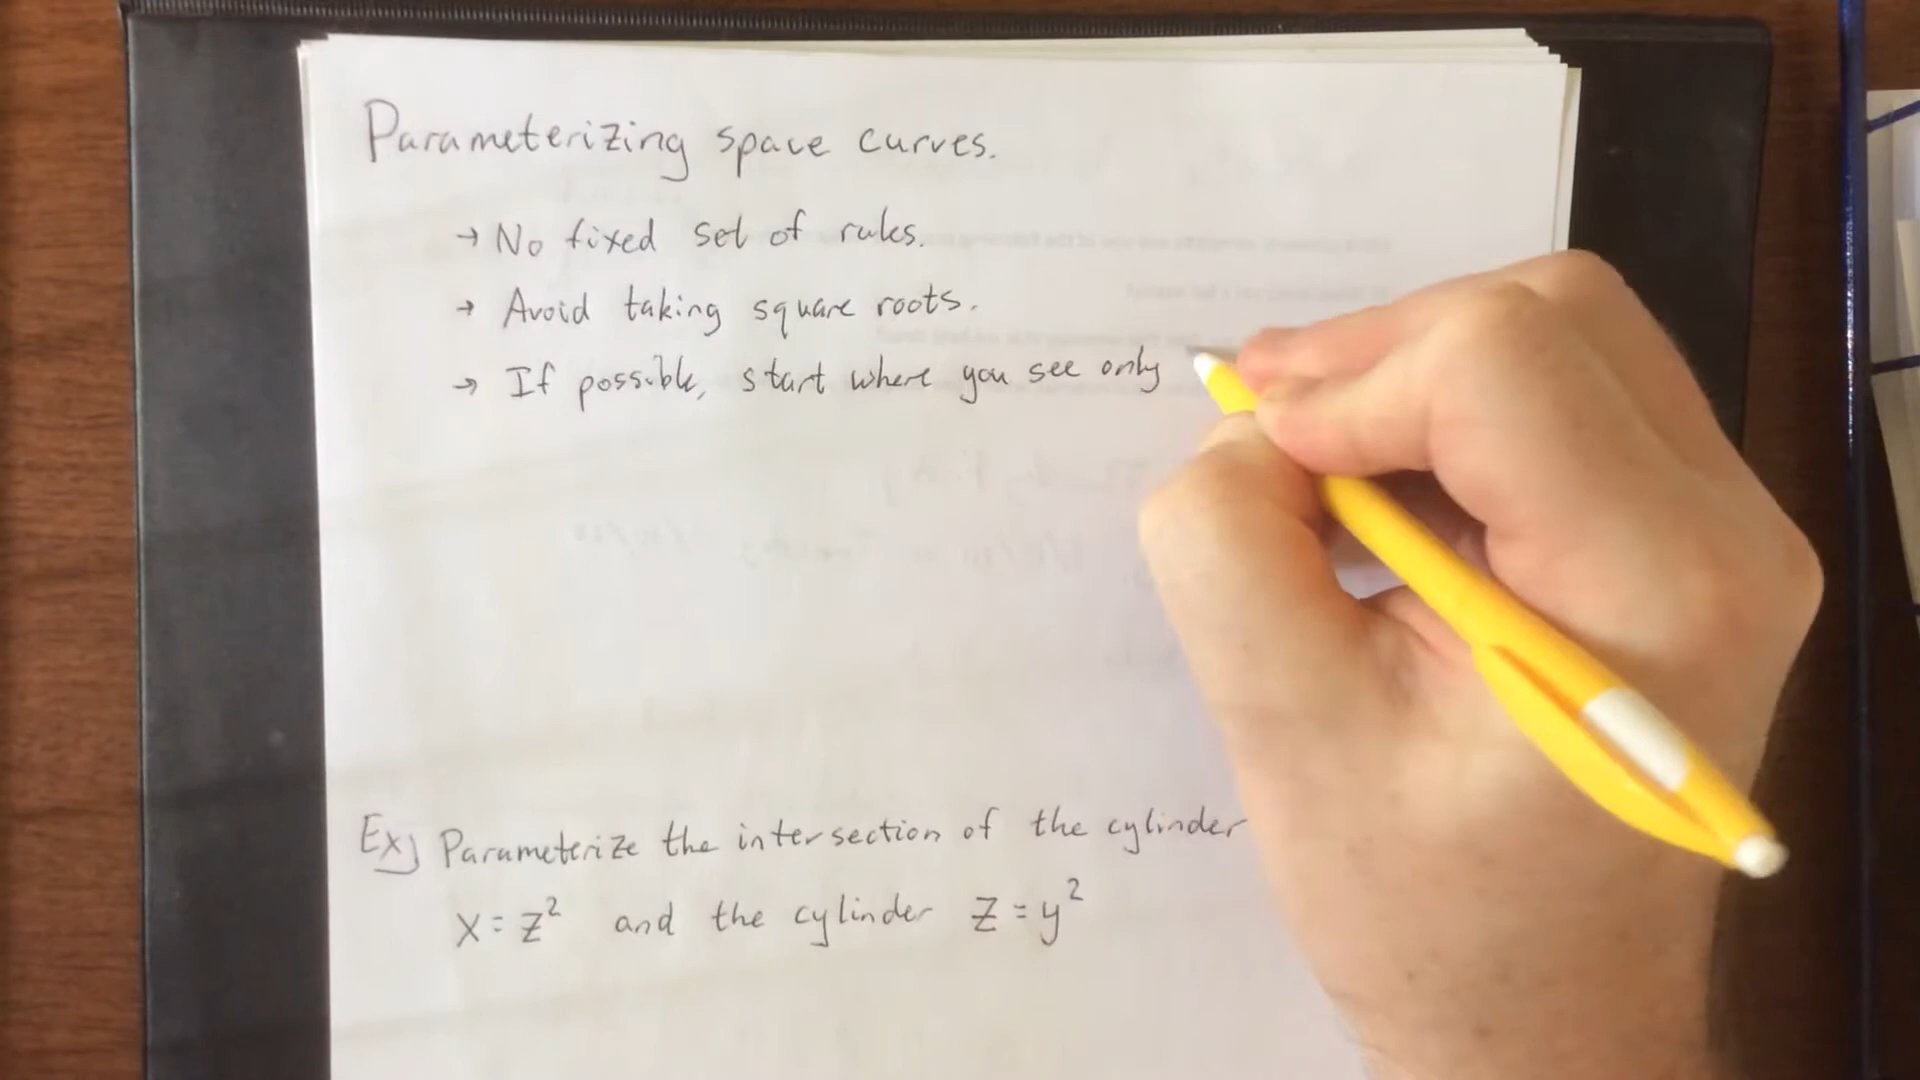 Parameterizing space curves.
→ No fixed set of rules.
→ Avoid taking square roots.
→ If possible, start where you see only
Ex) Parameterize the intersection of the cylinder
x = z² and the cylinder z = y²